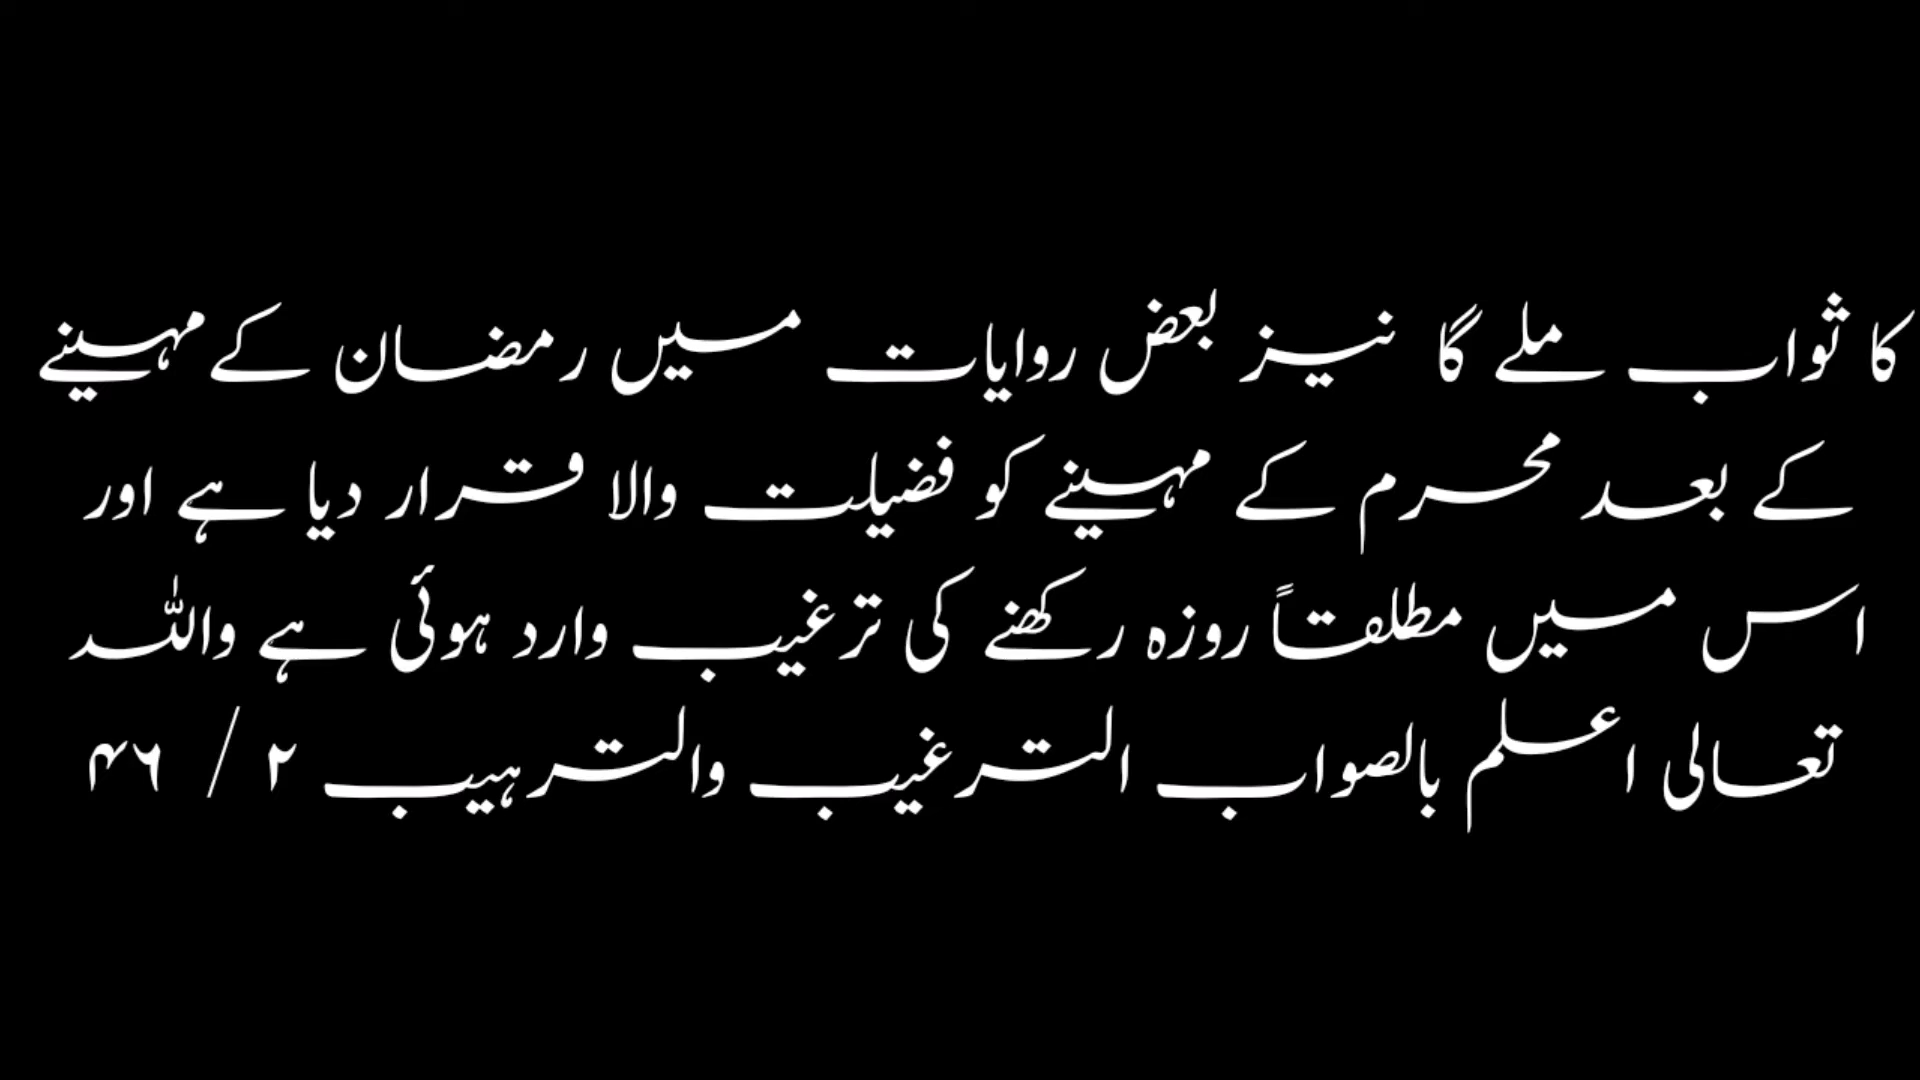 کا ثواب ملے گا نیز بعض روایات میں رمضان کے مہینے
کے بعد محرم کے مہینے کو فضیلت والا قرار دیا ہے اور
اس میں مطلقاً روزہ رکھنے کی ترغیب وارد ہوئی ہے واللہ
تعالی اعلم بالصواب الترغیب والترہیب ۲ / ۴۶